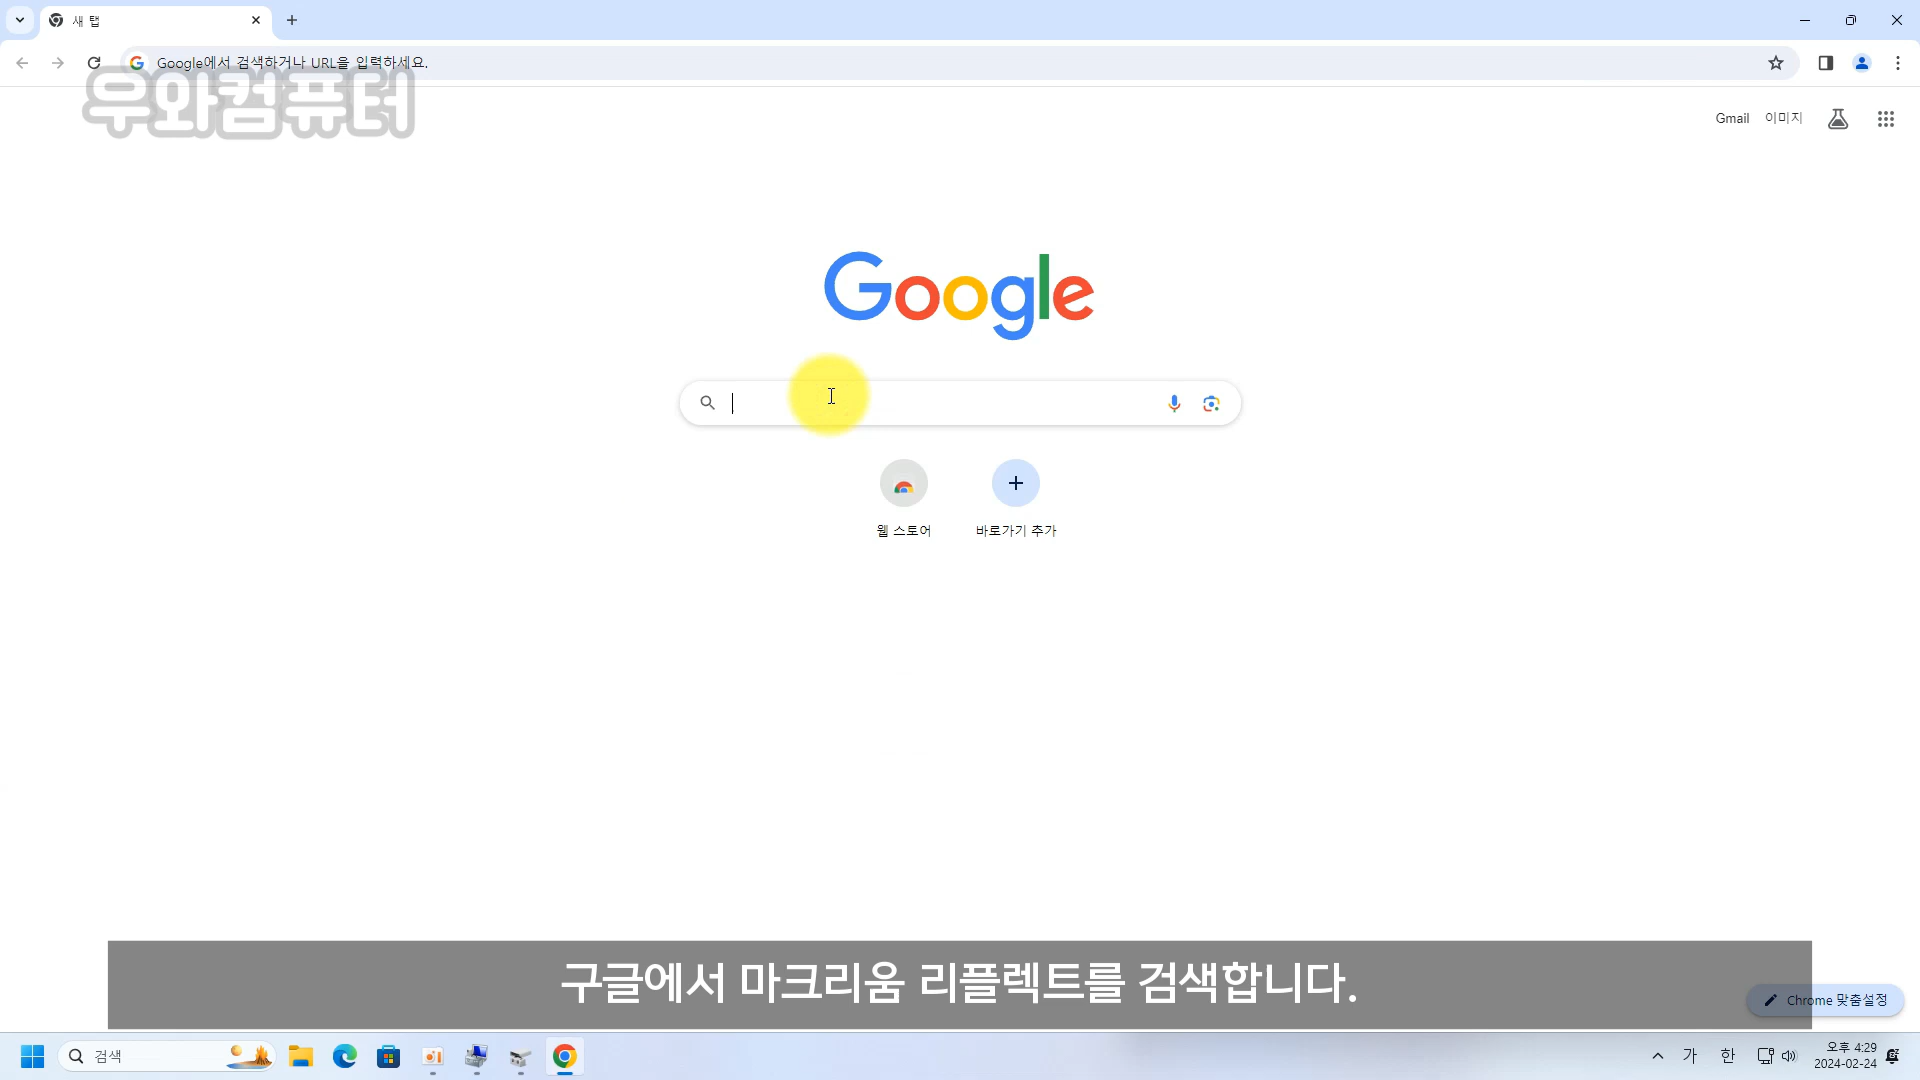 새 탭
Google에서 검색하거나 URL을 입력하세요.
우와컴퓨터
Gmail 이미지
Google
웹 스토어
바로가기 추가
구글에서 마크리움 리플렉트를 검색합니다.
Chrome 맞춤설정
검색
가 한
오후 4:29
2024-02-24